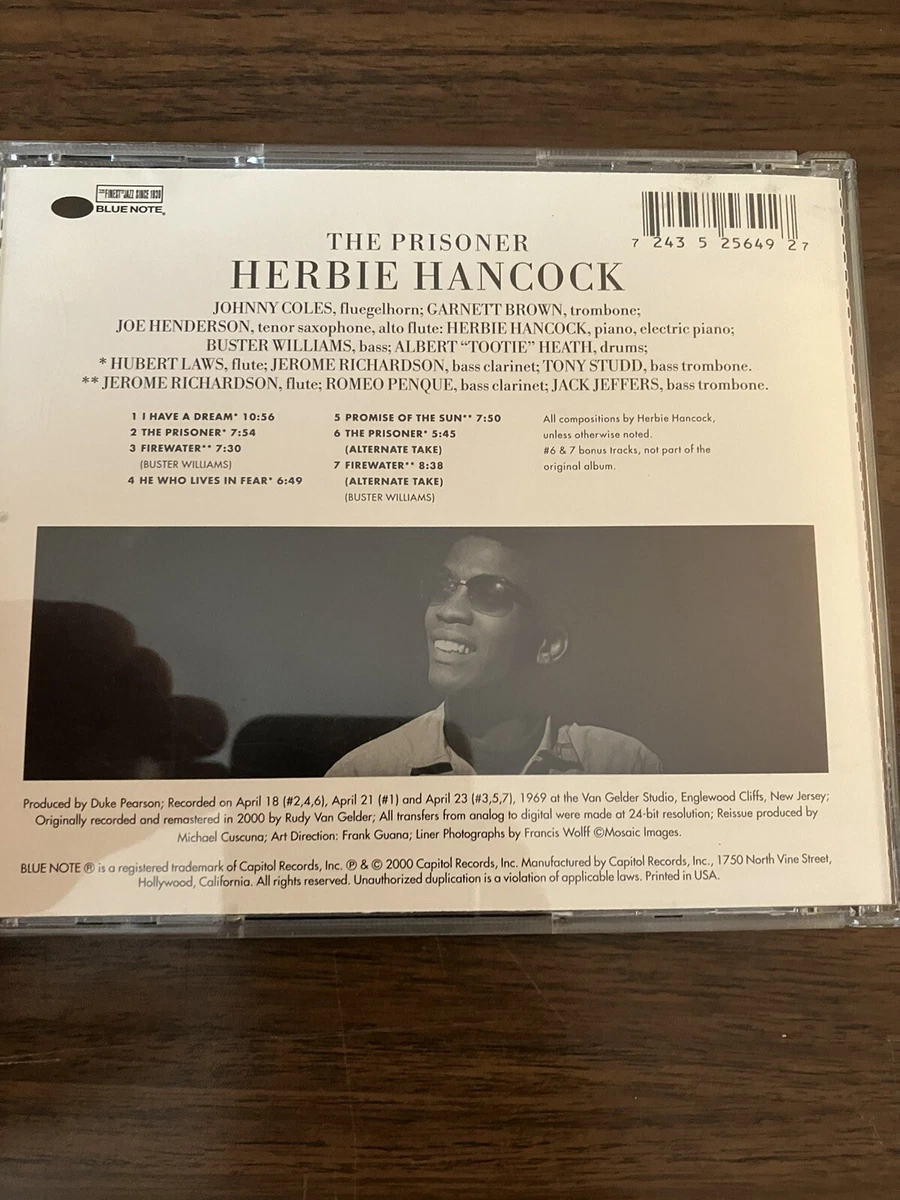 THE FINEST IN JAZZ SINCE 1939
BLUE NOTE®
7 243 5 25649 2 7
THE PRISONER
HERBIE HANCOCK
JOHNNY COLES, fluegelhorn; GARNETT BROWN, trombone;
JOE HENDERSON, tenor saxophone, alto flute: HERBIE HANCOCK, piano, electric piano;
BUSTER WILLIAMS, bass; ALBERT “TOOTIE” HEATH, drums;
* HUBERT LAWS, flute; JEROME RICHARDSON, bass clarinet; TONY STUDD, bass trombone.
** JEROME RICHARDSON, flute; ROMEO PENQUE, bass clarinet; JACK JEFFERS, bass trombone.
1 I HAVE A DREAM* 10:56
2 THE PRISONER* 7:54
3 FIREWATER** 7:30
(BUSTER WILLIAMS)
4 HE WHO LIVES IN FEAR* 6:49
5 PROMISE OF THE SUN** 7:50
6 THE PRISONER* 5:45
(ALTERNATE TAKE)
7 FIREWATER** 8:38
(ALTERNATE TAKE)
(BUSTER WILLIAMS)
All compositions by Herbie Hancock,
unless otherwise noted.
#6 & 7 bonus tracks, not part of the
original album.
Produced by Duke Pearson; Recorded on April 18 (#2,4,6), April 21 (#1) and April 23 (#3,5,7), 1969 at the Van Gelder Studio, Englewood Cliffs, New Jersey;
Originally recorded and remastered in 2000 by Rudy Van Gelder; All transfers from analog to digital were made at 24-bit resolution; Reissue produced by
Michael Cuscuna; Art Direction: Frank Guana; Liner Photographs by Francis Wolff ©Mosaic Images.
BLUE NOTE ® is a registered trademark of Capitol Records, Inc. ℗ & © 2000 Capitol Records, Inc. Manufactured by Capitol Records, Inc., 1750 North Vine Street,
Hollywood, California. All rights reserved. Unauthorized duplication is a violation of applicable laws. Printed in USA.